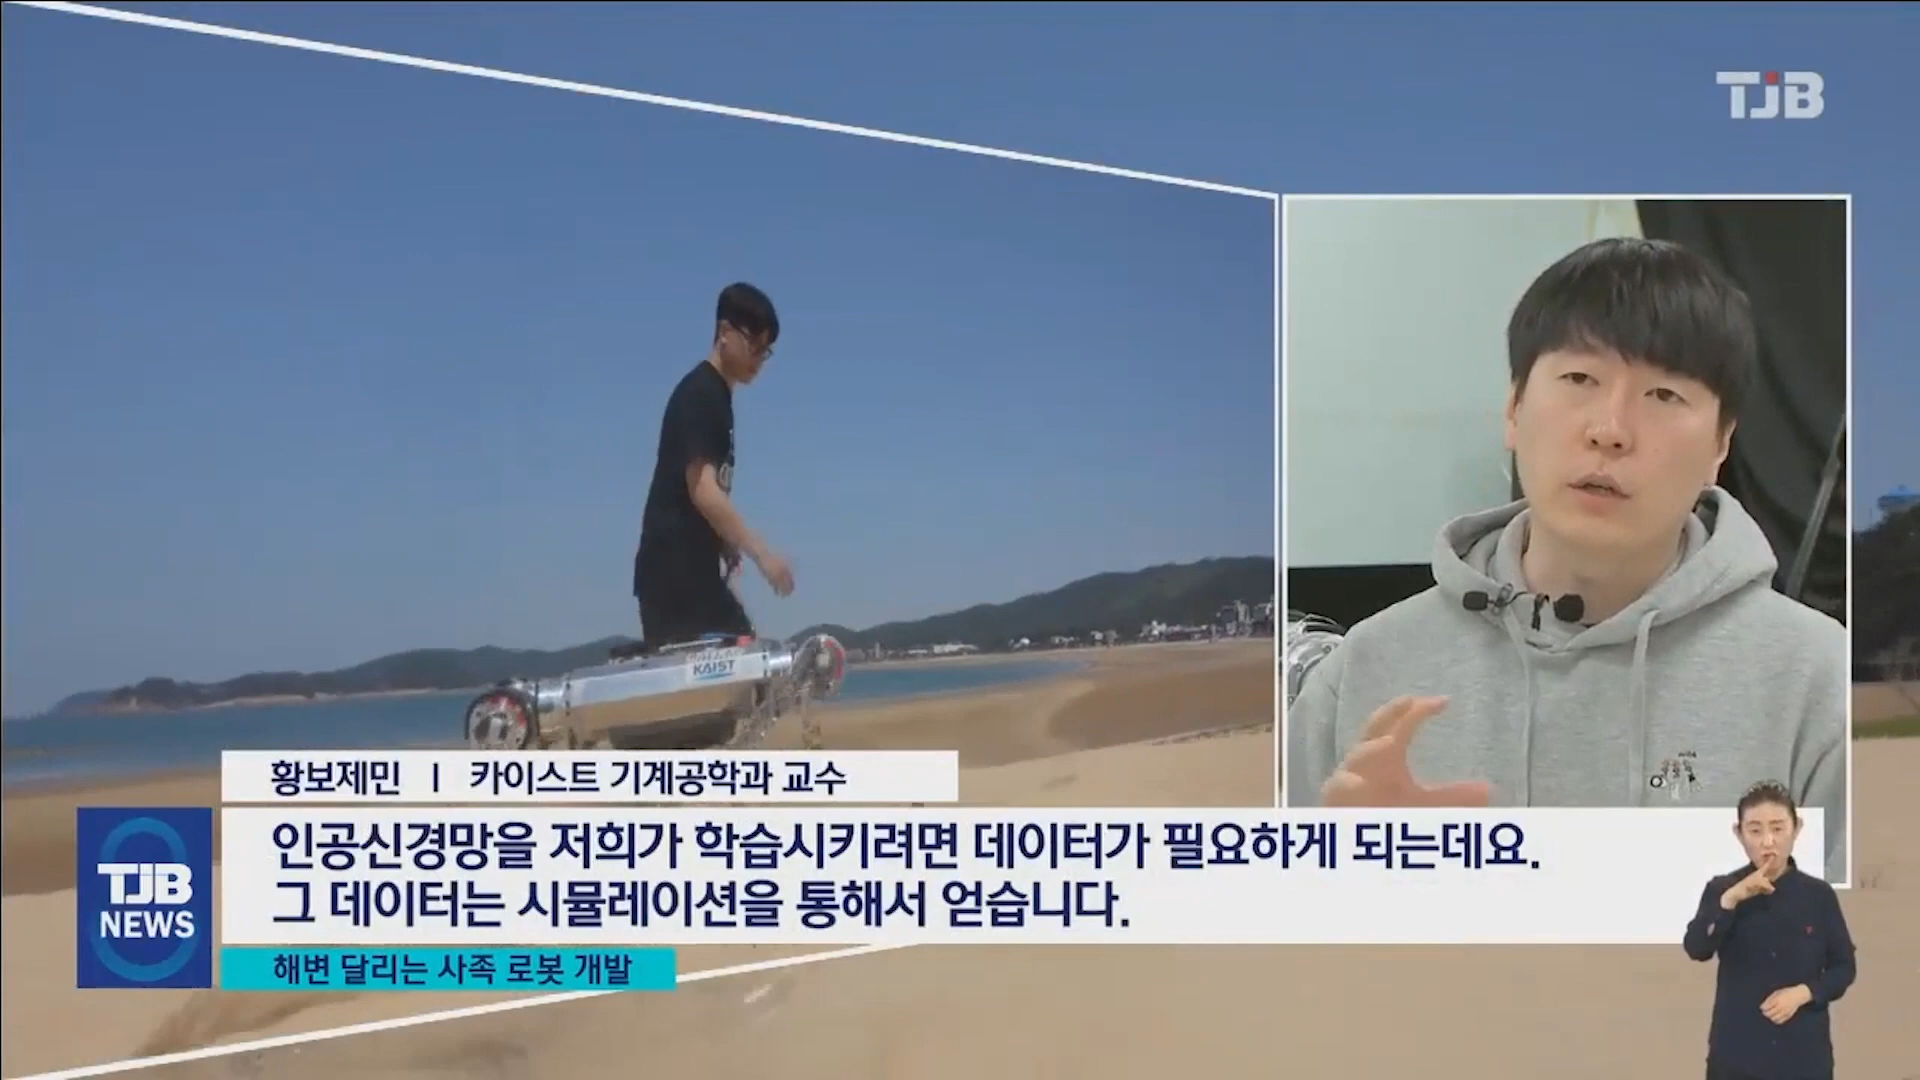 TJB
KAIST
황보제민 | 카이스트 기계공학과 교수
인공신경망을 저희가 학습시키려면 데이터가 필요하게 되는데요.
그 데이터는 시뮬레이션을 통해서 얻습니다.
TJB
NEWS
해변 달리는 사족 로봇 개발